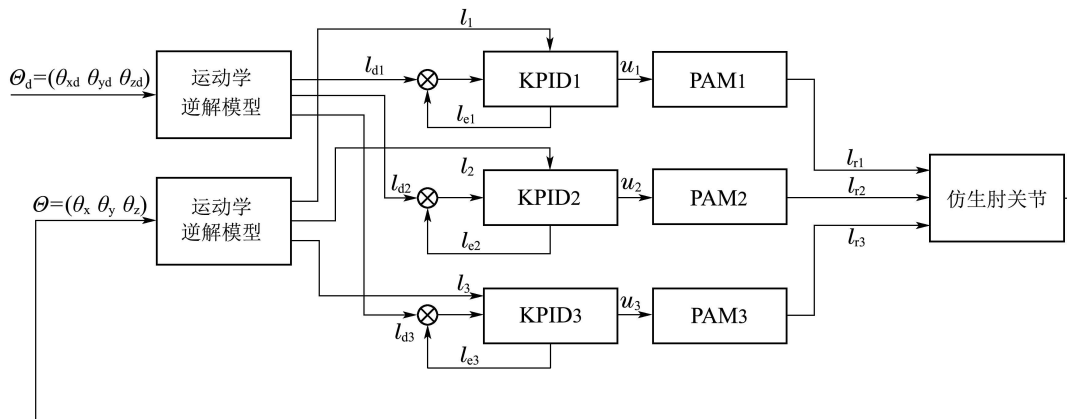 l1
Θd=(θxd θyd θzd)
运动学
逆解模型
ld1
KPID1
u1
PAM1
le1
lr1
l2
ld2
KPID2
u2
PAM2
lr2
仿生肘关节
Θ=(θx θy θz)
运动学
逆解模型
le2
lr3
l3
KPID3
u3
PAM3
ld3
le3